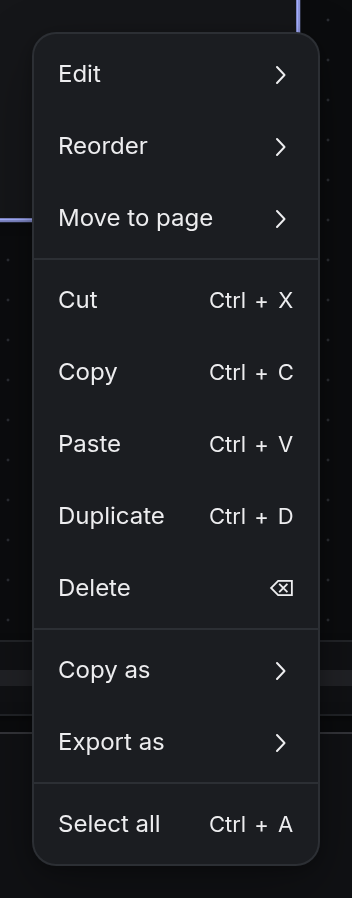 Edit
Reorder
Move to page
Cut Ctrl + X
Copy Ctrl + C
Paste Ctrl + V
Duplicate Ctrl + D
Delete ⌫
Copy as
Export as
Select all Ctrl + A